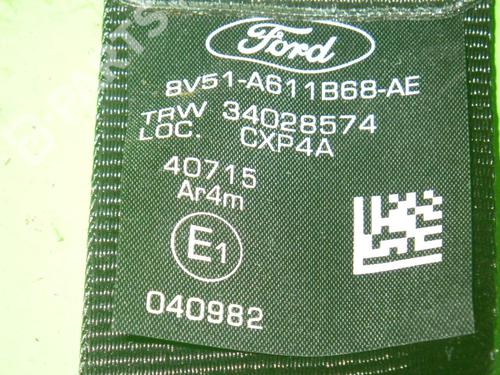 Ford
8V51-A611B68-AE
TRW 34028574
LOC. CXP4A
40715
Ar4m
E1
040982